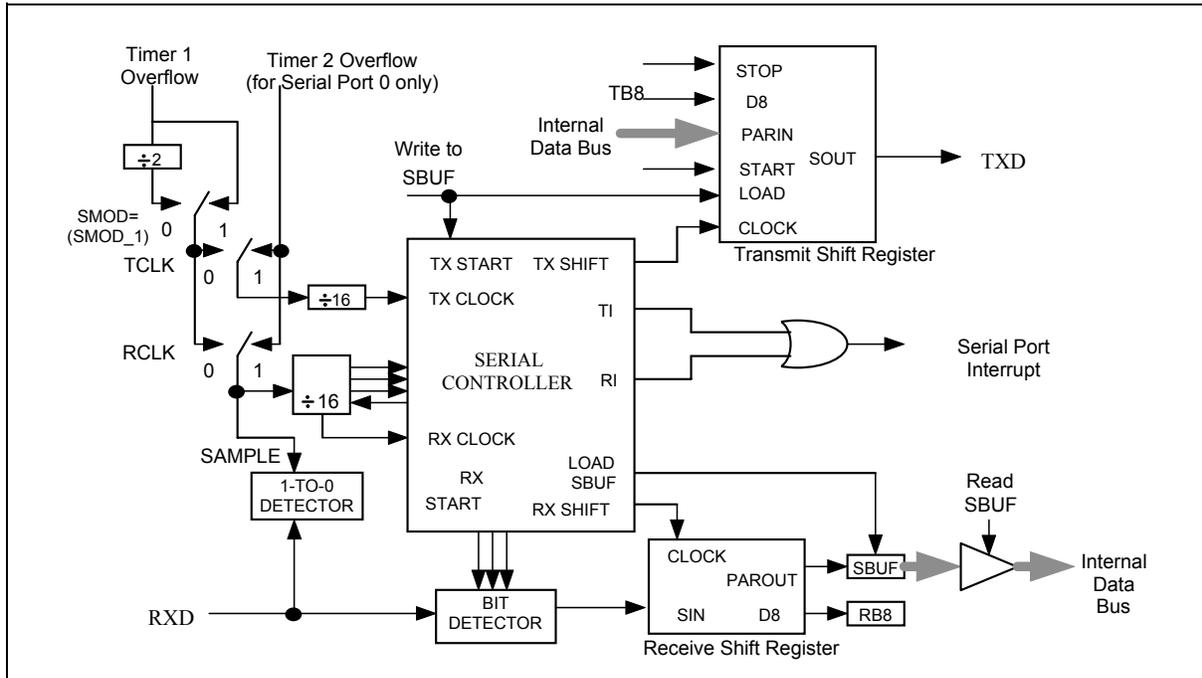 Timer 1
Overflow
Timer 2 Overflow
(for Serial Port 0 only)
÷2
SMOD=
(SMOD_1)
0
1
TCLK
0
1
RCLK
0
1
÷16
÷16
SAMPLE
1-TO-0
DETECTOR
RXD
Write to
SBUF
TX START
TX SHIFT
TX CLOCK
TI
SERIAL
CONTROLLER
RI
RX CLOCK
LOAD
SBUF
RX
START
RX SHIFT
BIT
DETECTOR
TB8
Internal
Data Bus
STOP
D8
PARIN
SOUT
START
LOAD
CLOCK
Transmit Shift Register
TXD
Serial Port
Interrupt
CLOCK
PAROUT
SIN
D8
Receive Shift Register
SBUF
RB8
Read
SBUF
Internal
Data
Bus